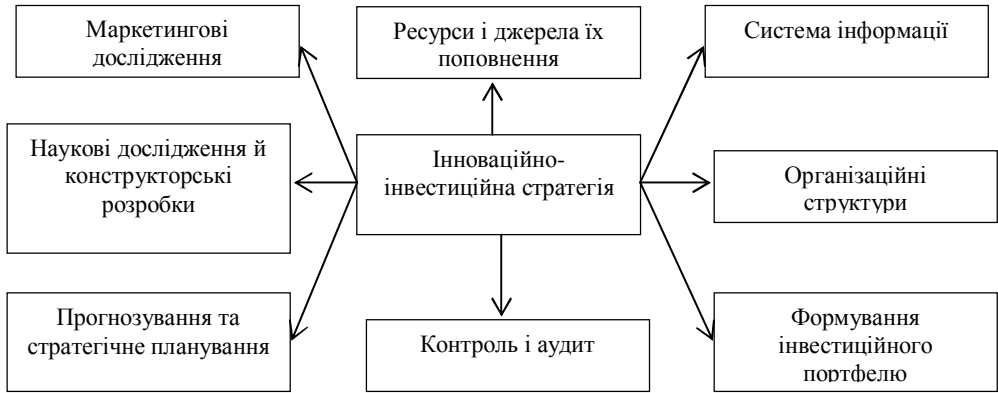 Маркетингові
дослідження
Ресурси і джерела їх
поповнення
Система інформації
Наукові дослідження й
конструкторські
розробки
Інноваційно-
інвестиційна стратегія
Організаційні
структури
Прогнозування та
стратегічне планування
Контроль і аудит
Формування
інвестиційного
портфелю